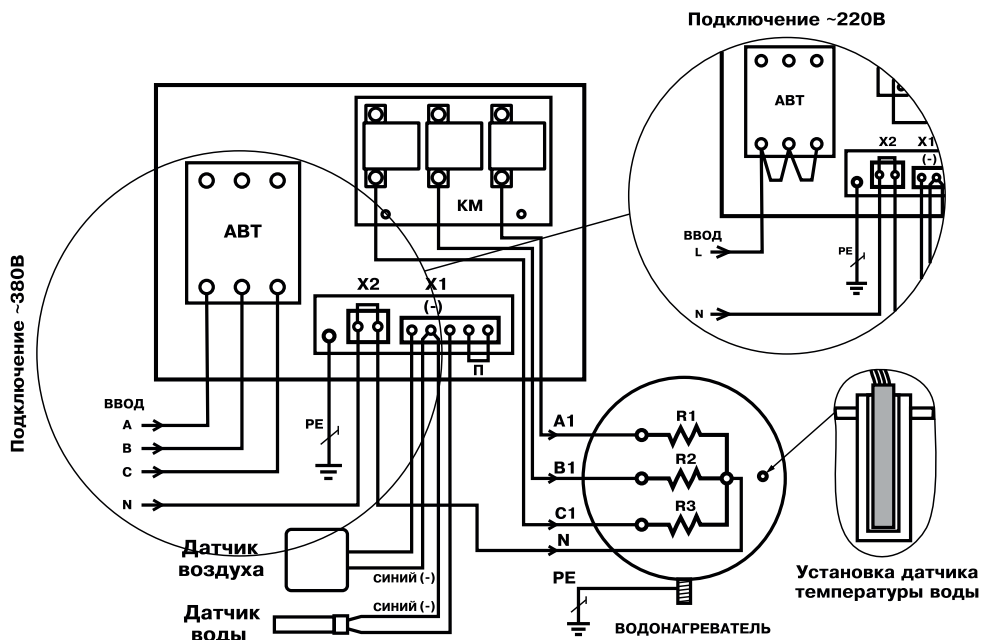 Подключение ~220В
АВТ
X2
X1
(-)
ВВОД
L
PE
N
Подключение ~380В
АВТ
КМ
X2
X1
(-)
П
ВВОД
A
B
C
N
PE
A1
B1
C1
N
PE
R1
R2
R3
Датчик
воздуха
синий (-)
Датчик
воды
синий (-)
ВОДОНАГРЕВАТЕЛЬ
Установка датчика
температуры воды